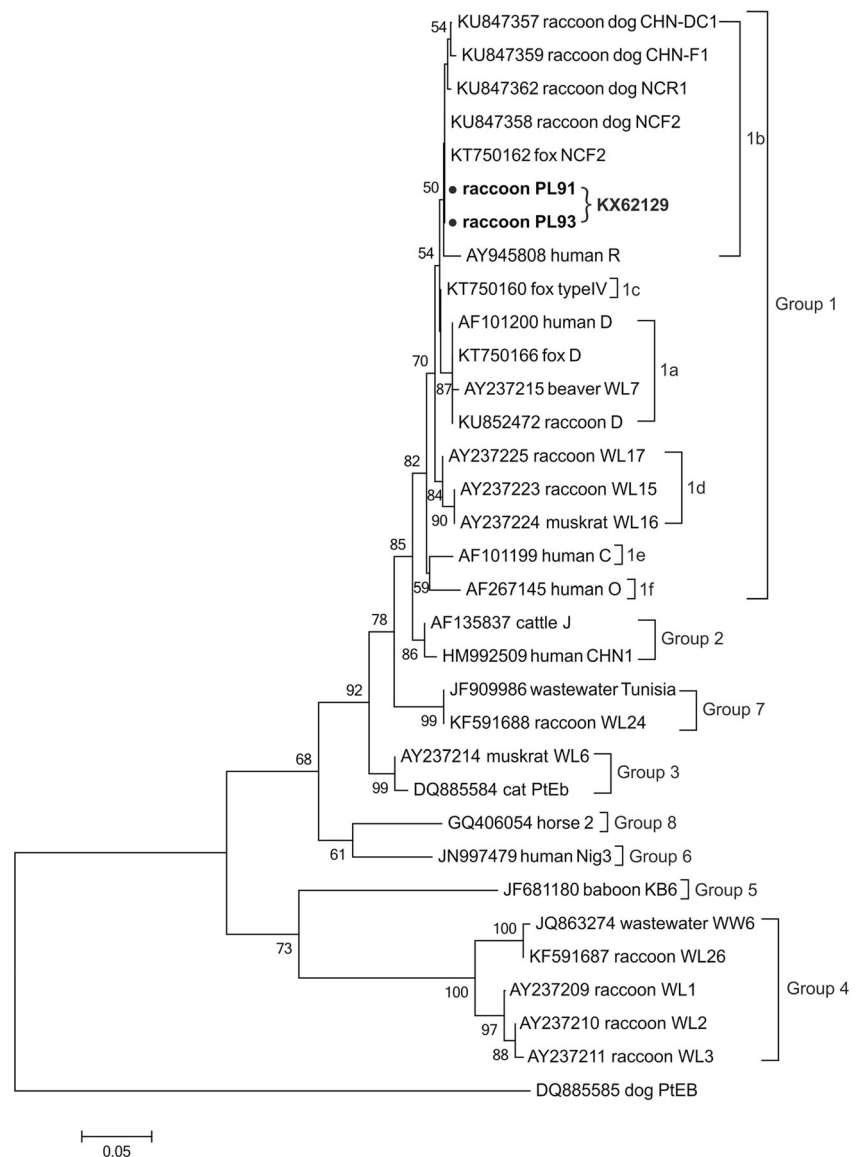 54
KU847357 raccoon dog CHN-DC1
KU847359 raccoon dog CHN-F1
KU847362 raccoon dog NCR1
KU847358 raccoon dog NCF2
1b
KT750162 fox NCF2
50
raccoon PL91
KX62129
raccoon PL93
54
AY945808 human R
KT750160 fox typeIV
1c
Group 1
AF101200 human D
KT750166 fox D
70
1a
87
AY237215 beaver WL7
KU852472 raccoon D
82
AY237225 raccoon WL17
84
AY237223 raccoon WL15
1d
90
AY237224 muskrat WL16
85
AF101199 human C
1e
59
AF267145 human O
1f
78
AF135837 cattle J
Group 2
86
HM992509 human CHN1
92
JF909986 wastewater Tunisia
Group 7
99
KF591688 raccoon WL24
68
AY237214 muskrat WL6
Group 3
99
DQ885584 cat PtEb
GQ406054 horse 2
Group 8
61
JN997479 human Nig3
Group 6
JF681180 baboon KB6
Group 5
73
100
JQ863274 wastewater WW6
KF591687 raccoon WL26
100
AY237209 raccoon WL1
Group 4
97
AY237210 raccoon WL2
88
AY237211 raccoon WL3
DQ885585 dog PtEB
0.05